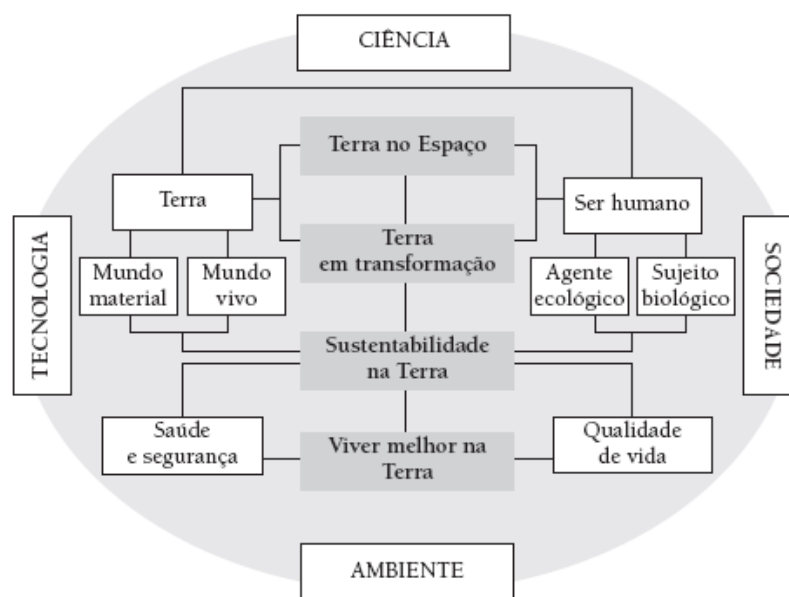 CIÊNCIA
Terra no Espaço
Terra
Ser humano
Terra
em transformação
Mundo
material
Mundo
vivo
Agente
ecológico
Sujeito
biológico
TECNOLOGIA
SOCIEDADE
Sustentabilidade
na Terra
Saúde
e segurança
Viver melhor na
Terra
Qualidade
de vida
AMBIENTE